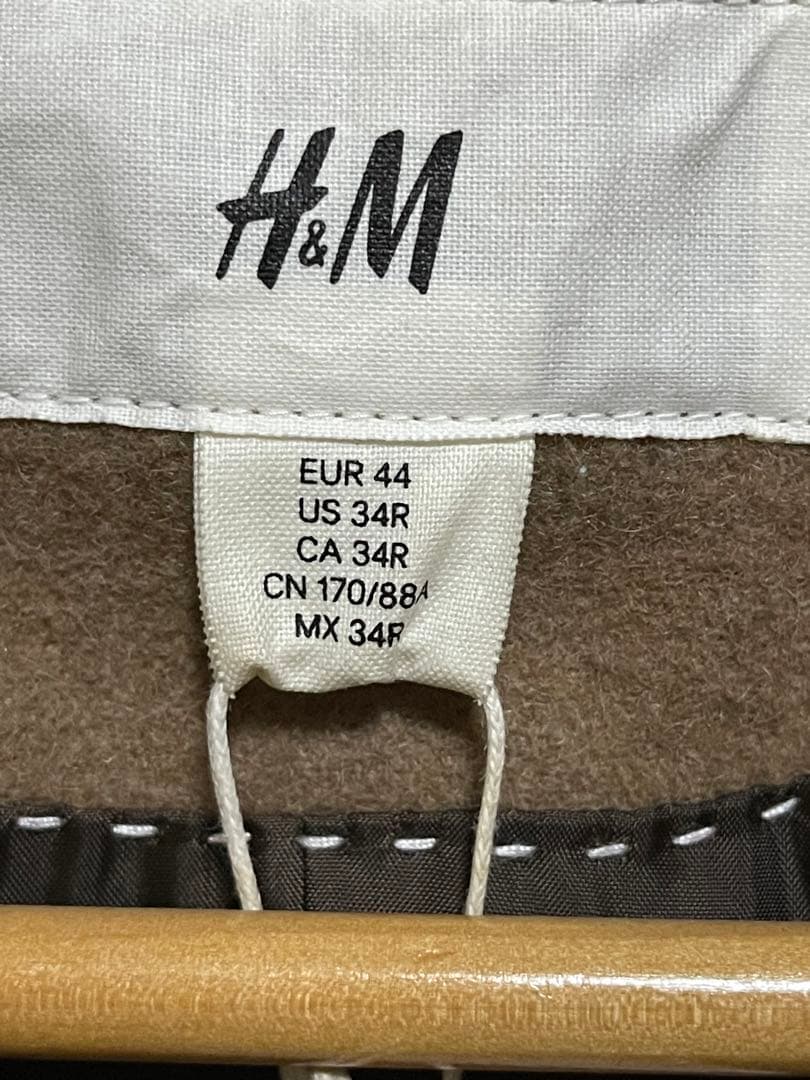 H&M
EUR 44
US 34R
CA 34R
CN 170/88A
MX 34R